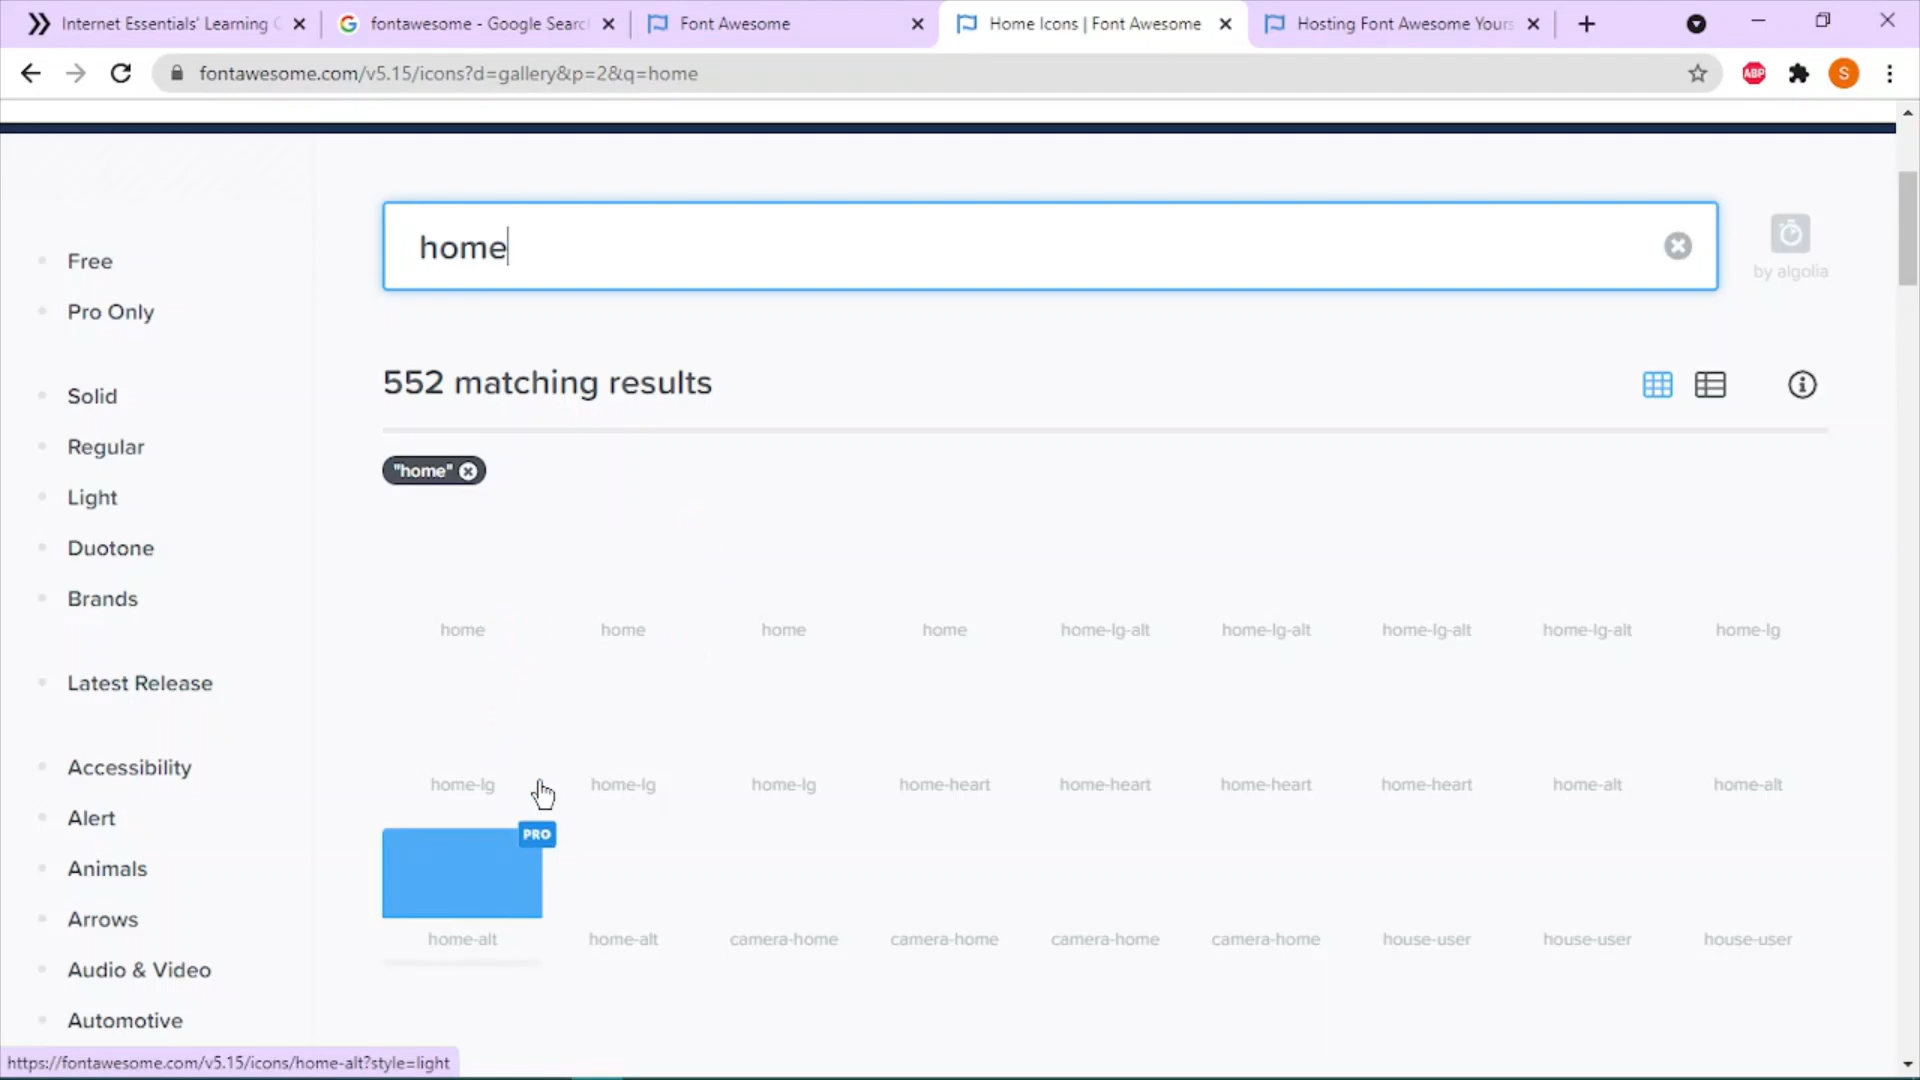 Internet Essentials' Learning C
fontawesome - Google Searc
Font Awesome
Home Icons | Font Awesome
Hosting Font Awesome Yours
fontawesome.com/v5.15/icons?d=gallery&p=2&q=home
ABP
S
home
by algolia
Free
Pro Only
Solid
Regular
Light
Duotone
Brands
Latest Release
Accessibility
Alert
Animals
Arrows
Audio & Video
Automotive
552 matching results
"home"
home home home home home-lg-alt home-lg-alt home-lg-alt home-lg-alt home-lg
home-lg home-lg home-lg home-heart home-heart home-heart home-heart home-alt home-alt
PRO
home-alt home-alt camera-home camera-home camera-home camera-home house-user house-user house-user
https://fontawesome.com/v5.15/icons/home-alt?style=light